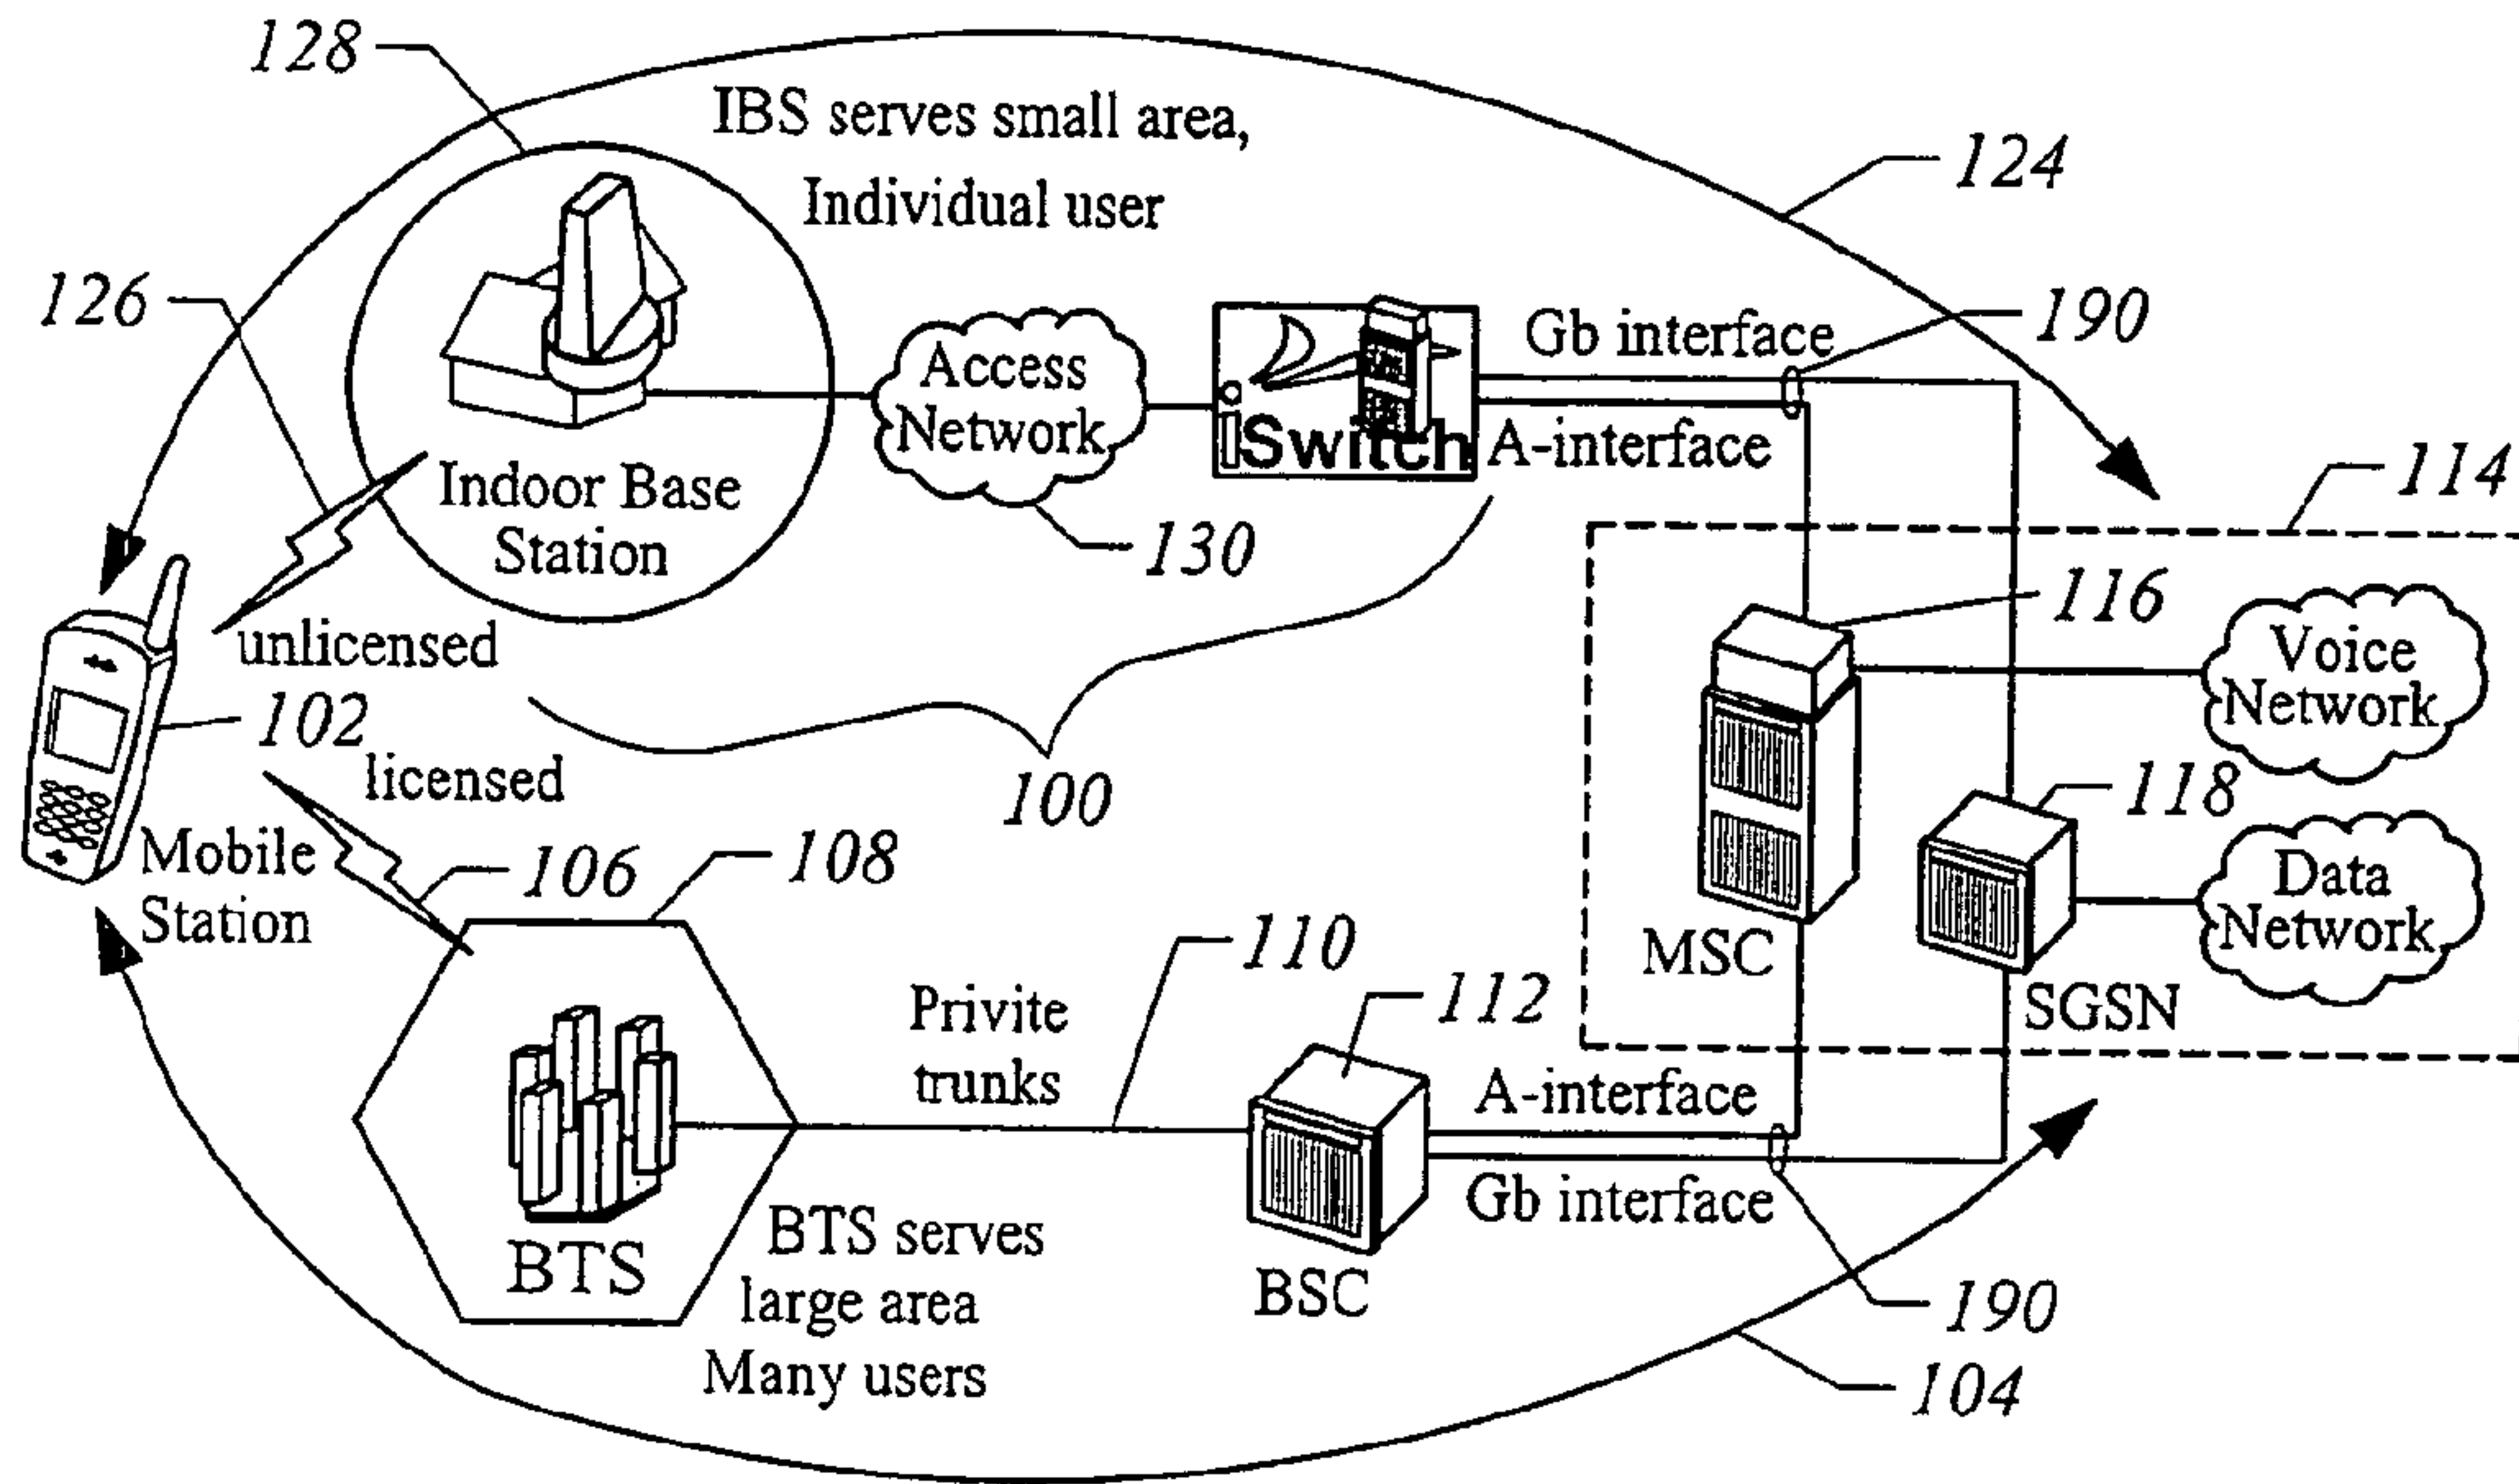 128
IBS serves small area,
Individual user
124
126
190
Gb interface
Access
Network
iSwitch
A-interface
114
Indoor Base
Station
130
116
unlicensed
Voice
Network
102
licensed
100
118
Mobile
Station
106
108
Data
Network
110
MSC
112
SGSN
Privite
trunks
A-interface
Gb interface
BTS
BTS serves
large area
Many users
BSC
190
104